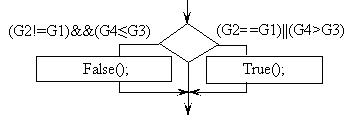 (G2!=G1)&&(G4≤G3)
(G2==G1)||(G4>G3)
False();
True();